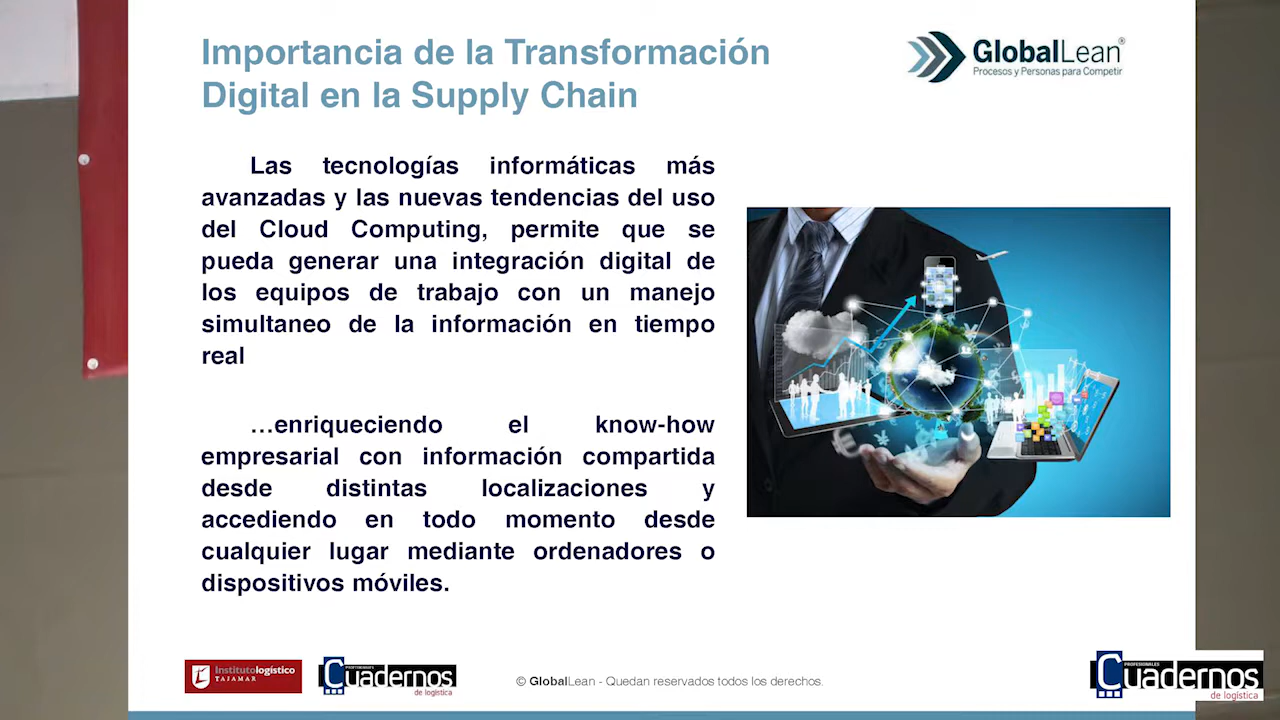 Importancia de la Transformación
Digital en la Supply Chain
GlobalLean®
Procesos y Personas para Competir
Las tecnologías informáticas más
avanzadas y las nuevas tendencias del uso
del Cloud Computing, permite que se
pueda generar una integración digital de
los equipos de trabajo con un manejo
simultaneo de la información en tiempo
real
…enriqueciendo el know-how
empresarial con información compartida
desde distintas localizaciones y
accediendo en todo momento desde
cualquier lugar mediante ordenadores o
dispositivos móviles.
Institutologístico
TAJAMAR
PROFESIONALES
Cuadernos
de logística
© GlobalLean - Quedan reservados todos los derechos.
PROFESIONALES
Cuadernos
de logística